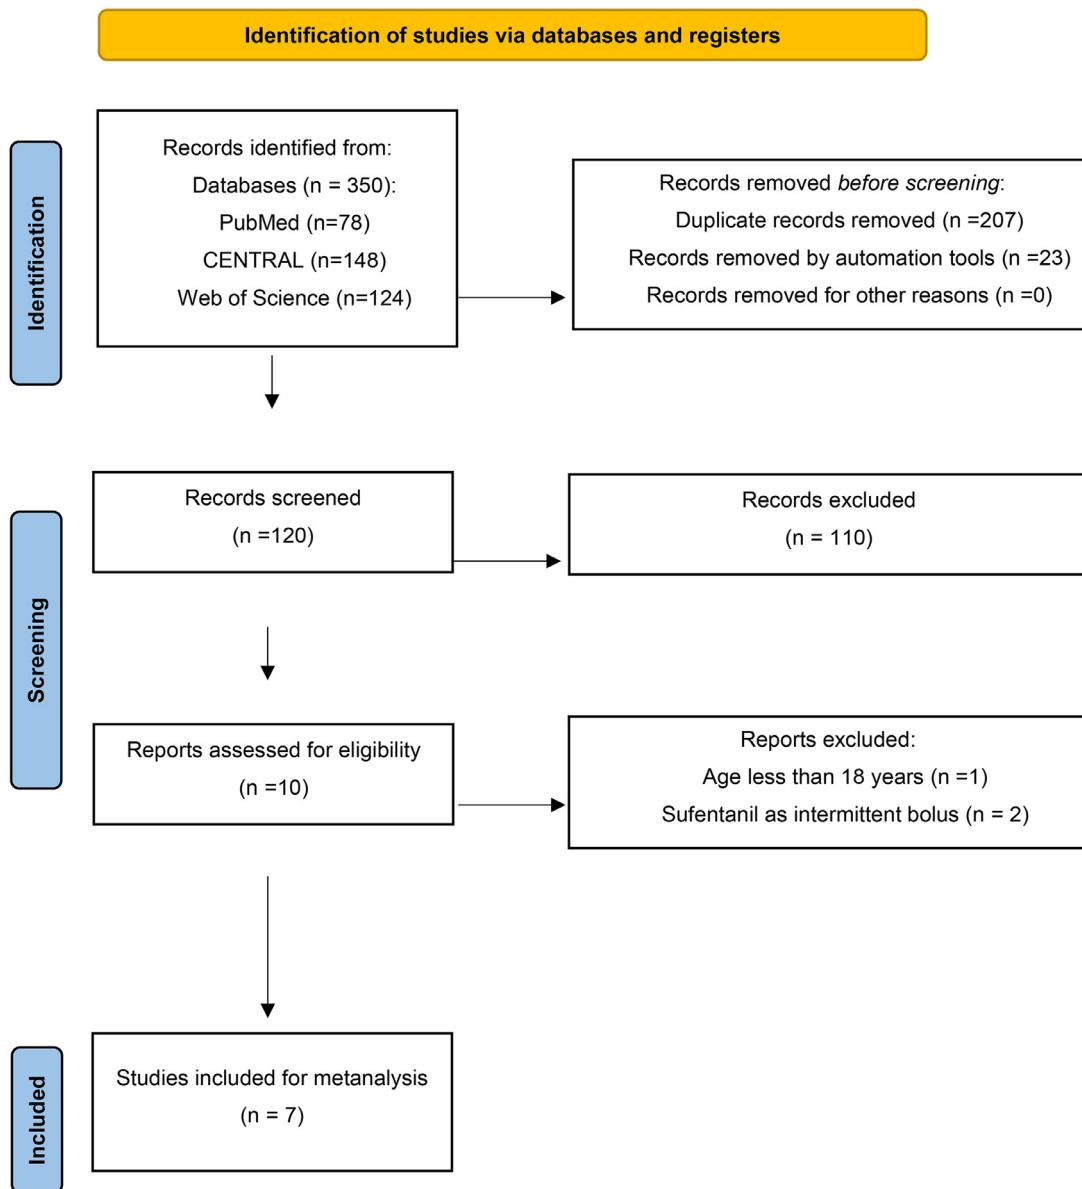 Identification of studies via databases and registers
Identification
Records identified from:
Databases (n = 350):
PubMed (n=78)
CENTRAL (n=148)
Web of Science (n=124)
Records removed before screening:
Duplicate records removed (n =207)
Records removed by automation tools (n =23)
Records removed for other reasons (n =0)
Screening
Records screened
(n =120)
Records excluded
(n = 110)
Reports assessed for eligibility
(n =10)
Reports excluded:
Age less than 18 years (n =1)
Sufentanil as intermittent bolus (n = 2)
Included
Studies included for metanalysis
(n = 7)